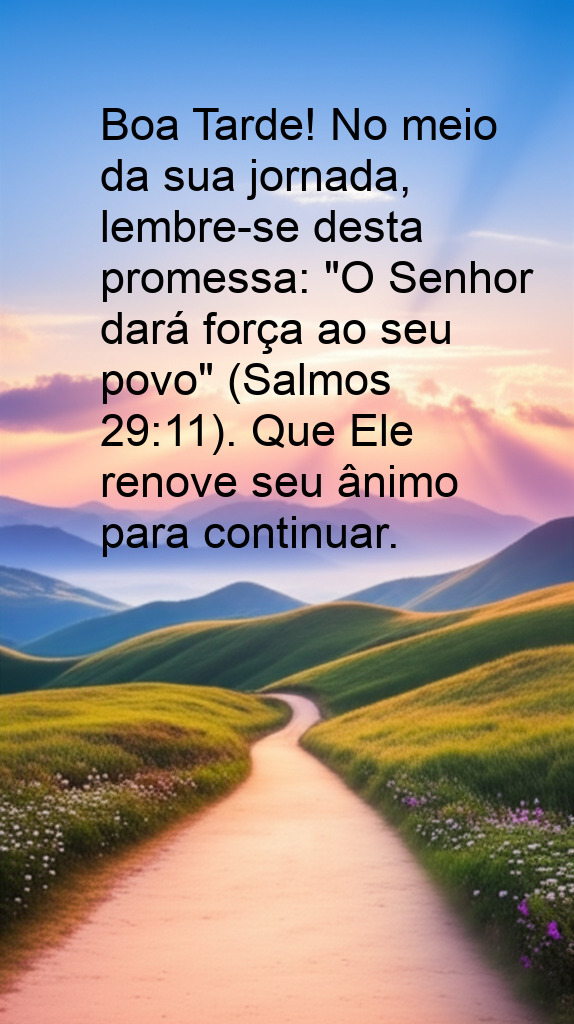 Boa Tarde! No meio
da sua jornada,
lembre-se desta
promessa: "O Senhor
dará força ao seu
povo" (Salmos
29:11). Que Ele
renove seu ânimo
para continuar.